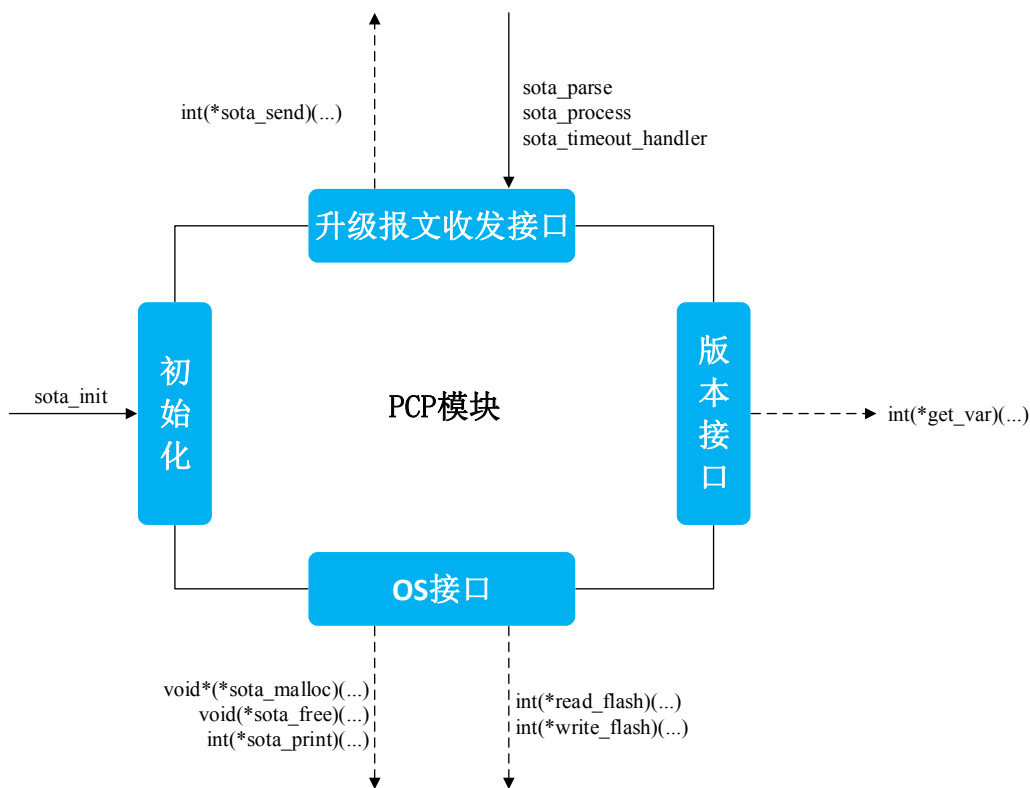 sota_parse
sota_process
sota_timeout_handler
int(*sota_send)(...)
升级报文收发接口
初始化
版本接口
sota_init
PCP模块
int(*get_var)(...)
OS接口
void*(*sota_malloc)(...)
void(*sota_free)(...)
int(*sota_print)(...)
int(*read_flash)(...)
int(*write_flash)(...)